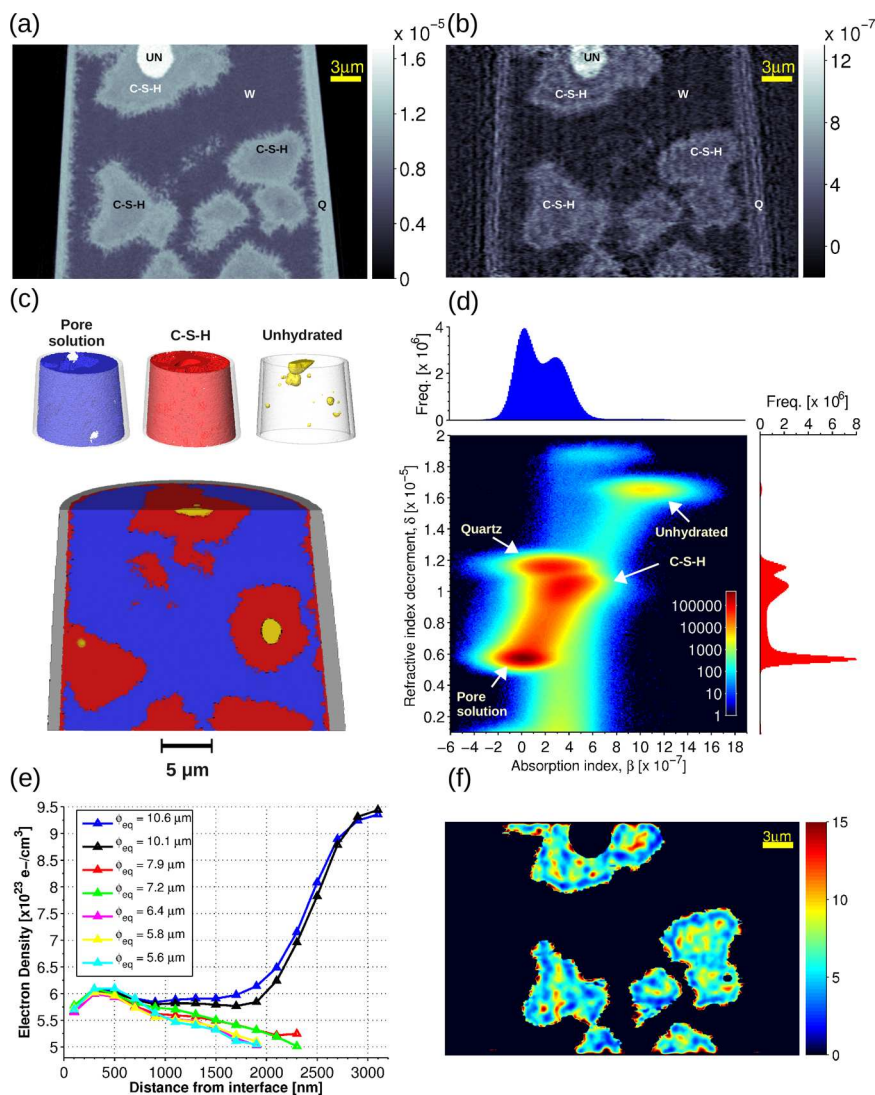 (a)
x 10⁻⁵
UN
3μm
C-S-H
W
C-S-H
C-S-H
Q
1.6
1.2
0.8
0.4
0
(b)
x 10⁻⁷
UN
3μm
C-S-H
W
C-S-H
C-S-H
Q
12
8
4
0
(c)
Pore solution
C-S-H
Unhydrated
5 μm
(d)
Freq. [x 10⁶]
4
2
0
Freq. [x 10⁶]
0 2 4 6 8
Refractive index decrement, δ [x 10⁻⁵]
2
1.8
1.6
1.4
1.2
1
0.8
0.6
0.4
0.2
Quartz
Unhydrated
C-S-H
Pore
solution
100000
10000
1000
100
10
1
−6 −4 −2 0 2 4 6 8 10 12 14 16
Absorption index, β [x 10⁻⁷]
(e)
Electron Density [x10²³ e−/cm³]
9.5
9
8.5
8
7.5
7
6.5
6
5.5
5
ϕeq = 10.6 μm
ϕeq = 10.1 μm
ϕeq = 7.9 μm
ϕeq = 7.2 μm
ϕeq = 6.4 μm
ϕeq = 5.8 μm
ϕeq = 5.6 μm
0 500 1000 1500 2000 2500 3000
Distance from interface [nm]
(f)
3μm
15
10
5
0